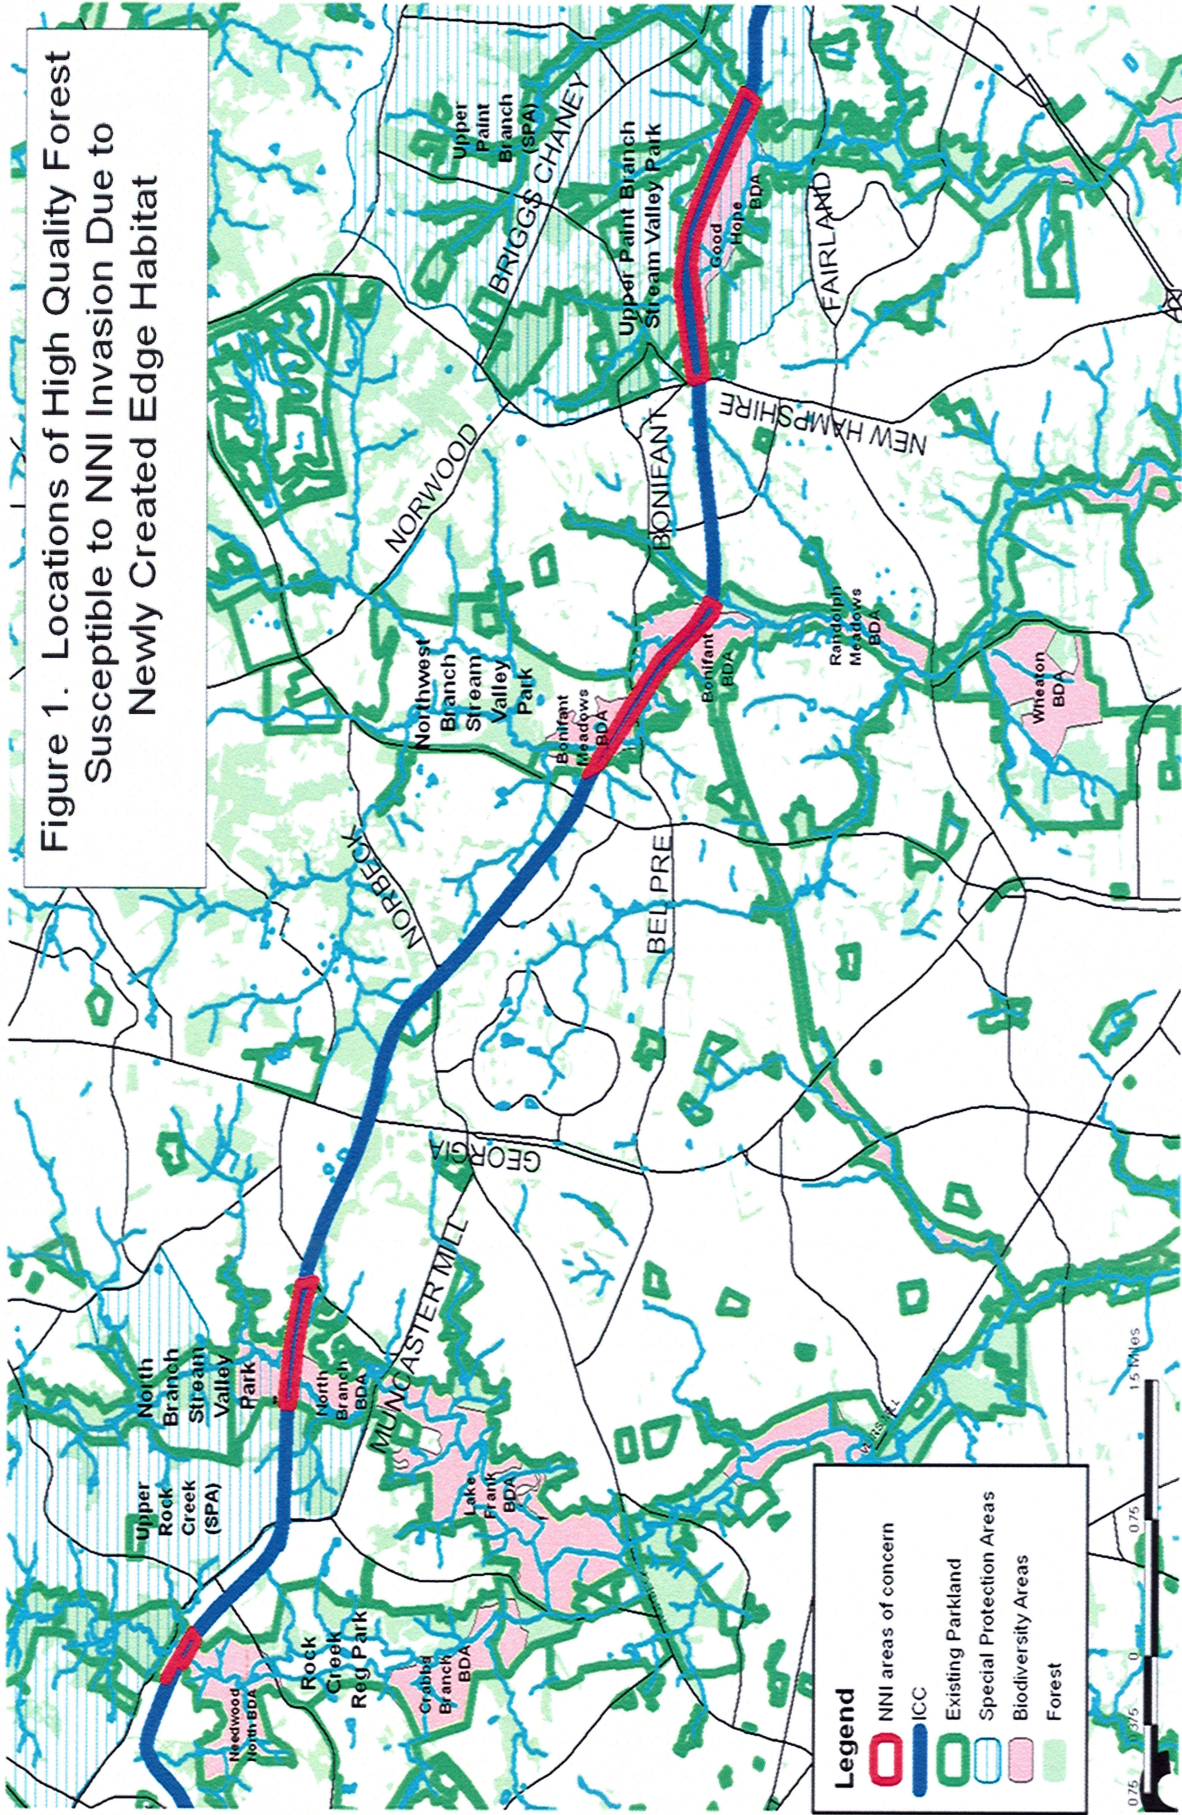 Figure 1. Locations of High Quality Forest
Susceptible to NNI Invasion Due to
Newly Created Edge Habitat
Upper
Paint
Branch
(SPA)
BRIGGS CHANEY
Upper Paint Branch
Stream Valley Park
Good
Hope
BDA
FAIRLAND
NEW HAMPSHIRE
BONIFANT
NORWOOD
Northwest
Branch
Stream
Valley
Park
Bonifant
Meadows
BDA
Bonifant
BDA
Randolph
Meadows
BDA
Wheaton
BDA
NORBECK
BELPRE
GEORGIA
MUNCASTER MILL
North
Branch
Stream
Valley
Park
North
Branch
BDA
Upper
Rock
Creek
(SPA)
Lake
Frank
BDA
Rock
Creek
Reg Park
Crabbs
Branch
BDA
Needwood
North BDA
VEIRS MILL
Legend
NNI areas of concern
ICC
Existing Parkland
Special Protection Areas
Biodiversity Areas
Forest
0.75 0.375 0 0.75 1.5 Miles